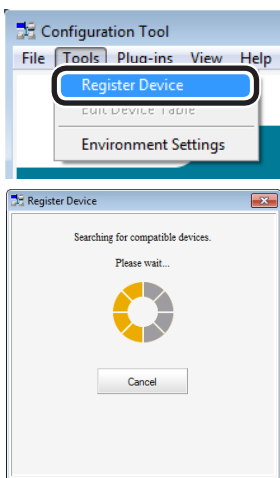 Configuration Tool
File Tools Plug-ins View Help
Register Device
Edit Device Table
Environment Settings
Register Device
Searching for compatible devices.
Please wait...
Cancel